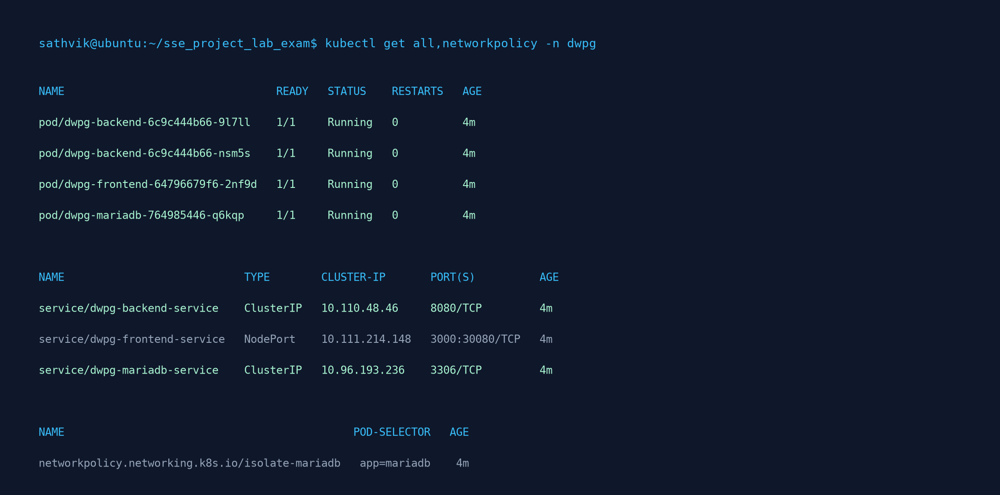 sathvik@ubuntu:~/sse_project_lab_exam$ kubectl get all,networkpolicy -n dwpg
NAME                                 READY   STATUS    RESTARTS   AGE
pod/dwpg-backend-6c9c444b66-9l7ll    1/1     Running   0          4m
pod/dwpg-backend-6c9c444b66-nsm5s    1/1     Running   0          4m
pod/dwpg-frontend-64796679f6-2nf9d   1/1     Running   0          4m
pod/dwpg-mariadb-764985446-q6kqp     1/1     Running   0          4m
NAME                            TYPE        CLUSTER-IP       PORT(S)          AGE
service/dwpg-backend-service    ClusterIP   10.110.48.46     8080/TCP         4m
service/dwpg-frontend-service   NodePort    10.111.214.148   3000:30080/TCP   4m
service/dwpg-mariadb-service    ClusterIP   10.96.193.236    3306/TCP         4m
NAME                                             POD-SELECTOR   AGE
networkpolicy.networking.k8s.io/isolate-mariadb   app=mariadb    4m